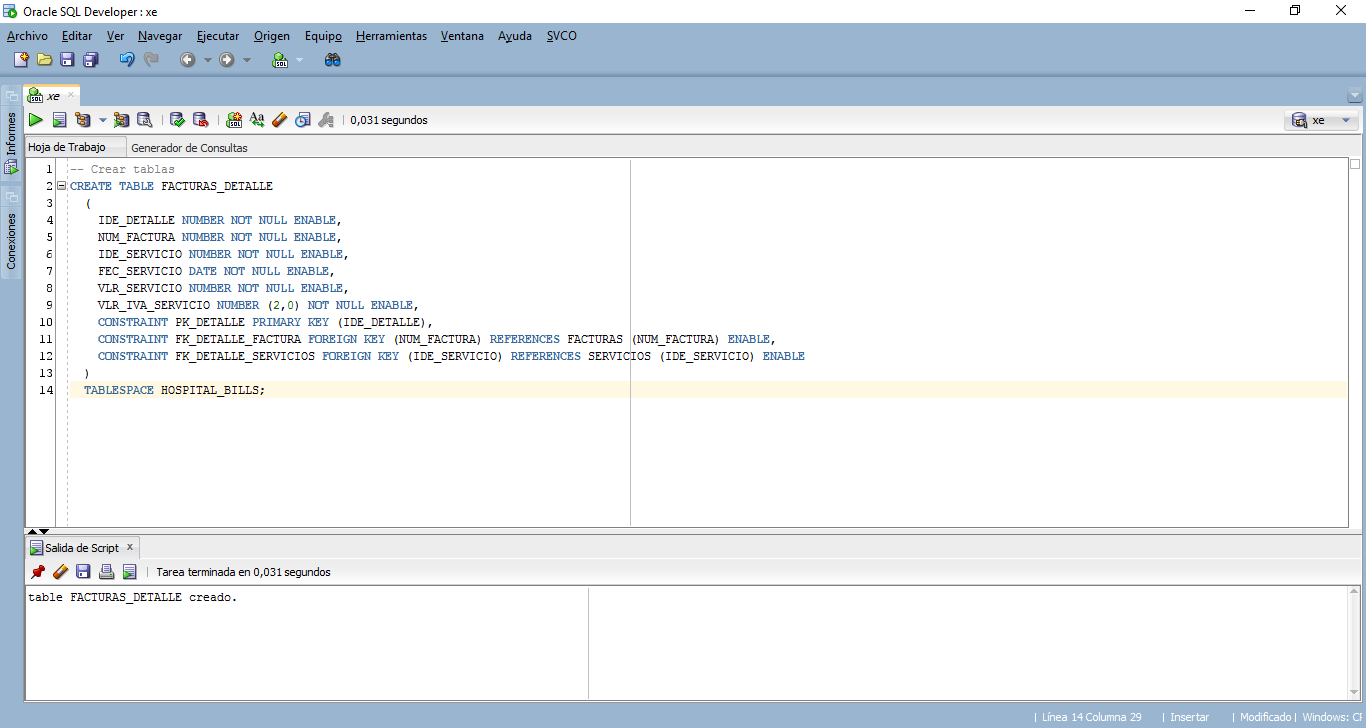 Oracle SQL Developer : xe
Archivo Editar Ver Navegar Ejecutar Origen Equipo Herramientas Ventana Ayuda SVCO
xe
0,031 segundos
xe
Informes
Conexiones
Hoja de Trabajo Generador de Consultas
1 -- Crear tablas
2 CREATE TABLE FACTURAS_DETALLE
3 (
4 IDE_DETALLE NUMBER NOT NULL ENABLE,
5 NUM_FACTURA NUMBER NOT NULL ENABLE,
6 IDE_SERVICIO NUMBER NOT NULL ENABLE,
7 FEC_SERVICIO DATE NOT NULL ENABLE,
8 VLR_SERVICIO NUMBER NOT NULL ENABLE,
9 VLR_IVA_SERVICIO NUMBER (2,0) NOT NULL ENABLE,
10 CONSTRAINT PK_DETALLE PRIMARY KEY (IDE_DETALLE),
11 CONSTRAINT FK_DETALLE_FACTURA FOREIGN KEY (NUM_FACTURA) REFERENCES FACTURAS (NUM_FACTURA) ENABLE,
12 CONSTRAINT FK_DETALLE_SERVICIOS FOREIGN KEY (IDE_SERVICIO) REFERENCES SERVICIOS (IDE_SERVICIO) ENABLE
13 )
14 TABLESPACE HOSPITAL_BILLS;
Salida de Script x
Tarea terminada en 0,031 segundos
table FACTURAS_DETALLE creado.
| Línea 14 Columna 29 | Insertar | Modificado | Windows: